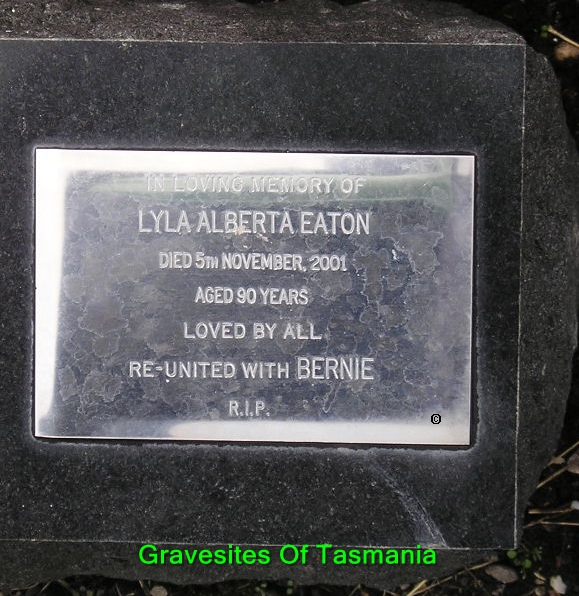 IN LOVING MEMORY OF
LYLA ALBERTA EATON
DIED 5TH NOVEMBER, 2001
AGED 90 YEARS
LOVED BY ALL
RE-UNITED WITH BERNIE
R.I.P.
©
Gravesites Of Tasmania